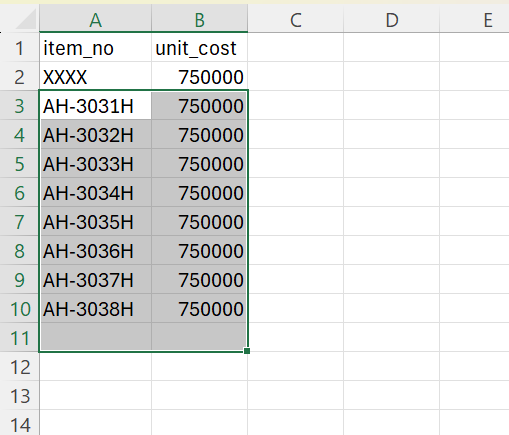 A B C D E
1 item_no unit_cost
2 XXXX 750000
3 AH-3031H 750000
4 AH-3032H 750000
5 AH-3033H 750000
6 AH-3034H 750000
7 AH-3035H 750000
8 AH-3036H 750000
9 AH-3037H 750000
10 AH-3038H 750000
11
12
13
14